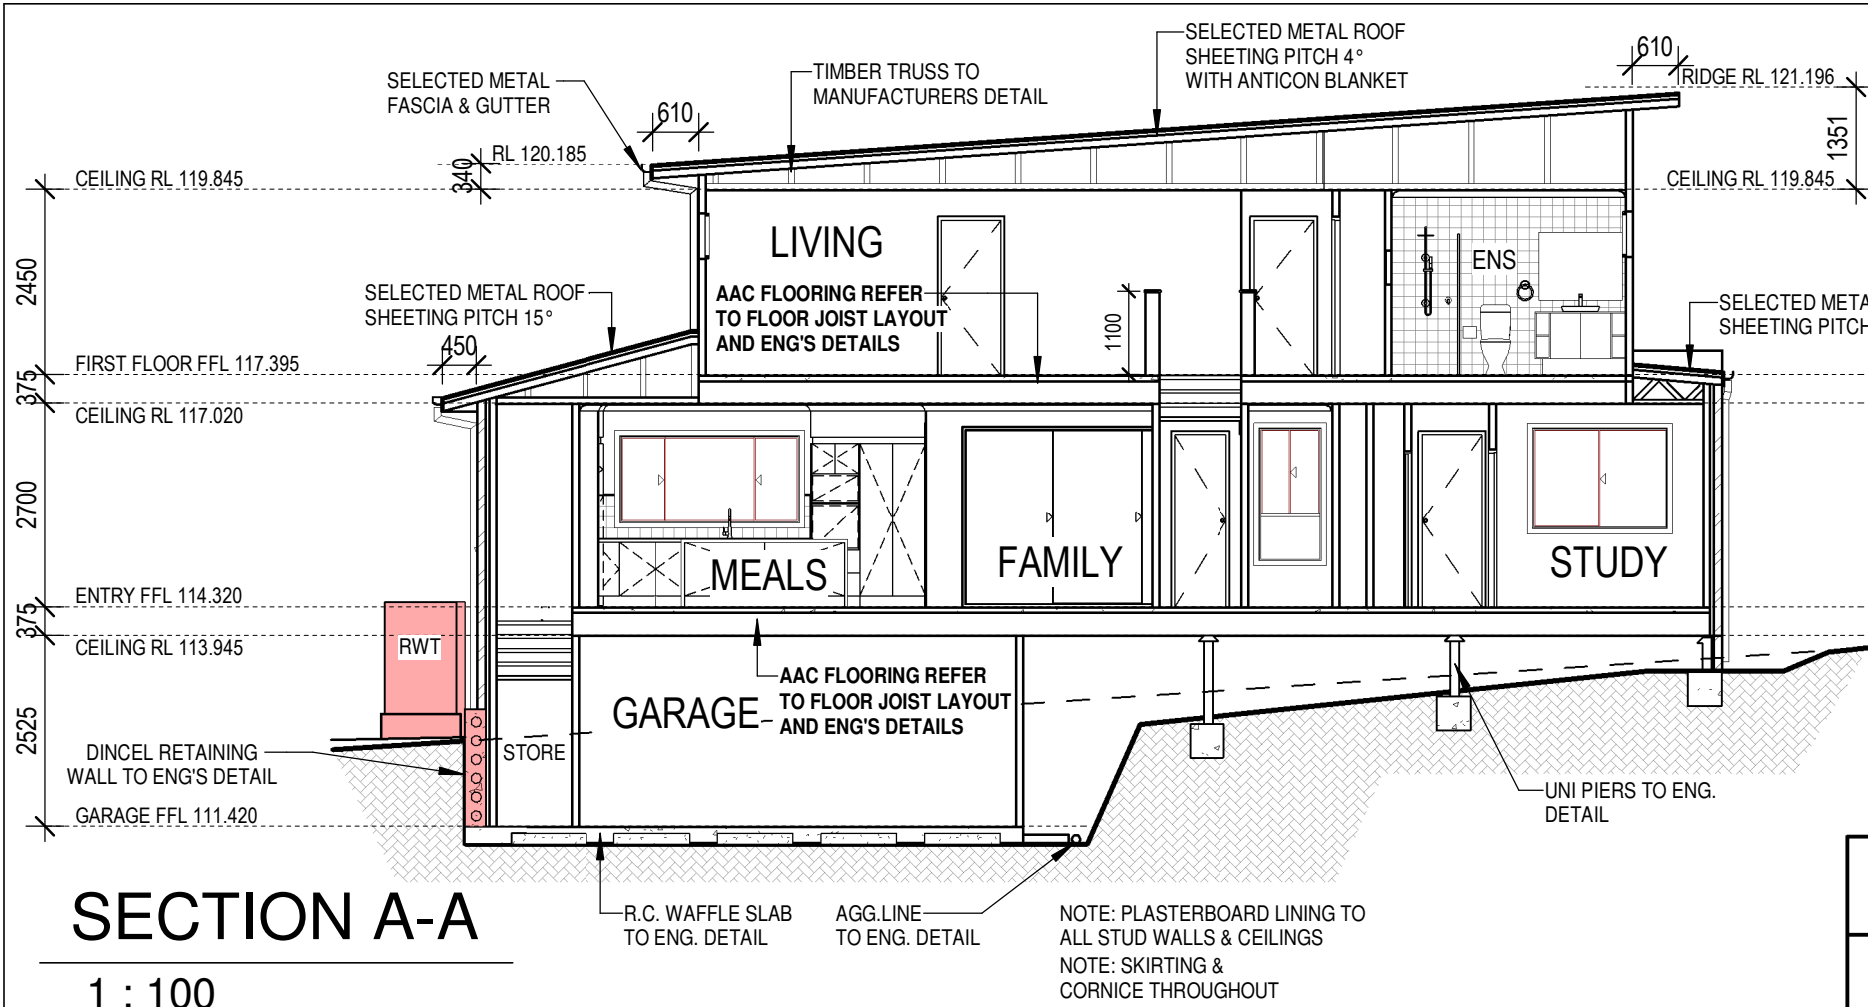 SELECTED METAL ROOF
SHEETING PITCH 4°
WITH ANTICON BLANKET
610
RIDGE RL 121.196
SELECTED METAL
FASCIA & GUTTER
TIMBER TRUSS TO
MANUFACTURERS DETAIL
610
1351
RL 120.185
340
CEILING RL 119.845
CEILING RL 119.845
LIVING
ENS
2450
SELECTED METAL ROOF
SHEETING PITCH 15°
AAC FLOORING REFER
TO FLOOR JOIST LAYOUT
AND ENG'S DETAILS
1100
SELECTED META
SHEETING PITCH
450
FIRST FLOOR FFL 117.395
375
CEILING RL 117.020
2700
MEALS
FAMILY
STUDY
ENTRY FFL 114.320
375
CEILING RL 113.945
RWT
AAC FLOORING REFER
TO FLOOR JOIST LAYOUT
AND ENG'S DETAILS
GARAGE
2525
STORE
DINCEL RETAINING
WALL TO ENG'S DETAIL
UNI PIERS TO ENG.
DETAIL
GARAGE FFL 111.420
SECTION A-A
1 : 100
R.C. WAFFLE SLAB
TO ENG. DETAIL
AGG.LINE
TO ENG. DETAIL
NOTE: PLASTERBOARD LINING TO
ALL STUD WALLS & CEILINGS
NOTE: SKIRTING &
CORNICE THROUGHOUT